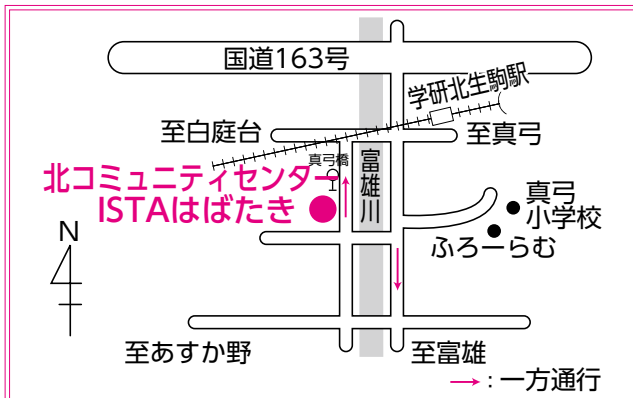 国道163号
学研北生駒駅
至白庭台
至真弓
真弓橋
富雄川
北コミュニティセンター
ISTAはばたき
真弓
小学校
ふろーらむ
N
至あすか野
至富雄
→：一方通行